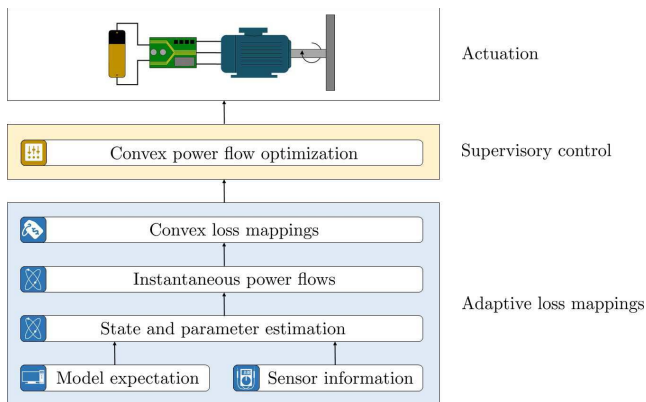 Actuation
Convex power flow optimization
Supervisory control
Convex loss mappings
Instantaneous power flows
Adaptive loss mappings
State and parameter estimation
Model expectation
Sensor information